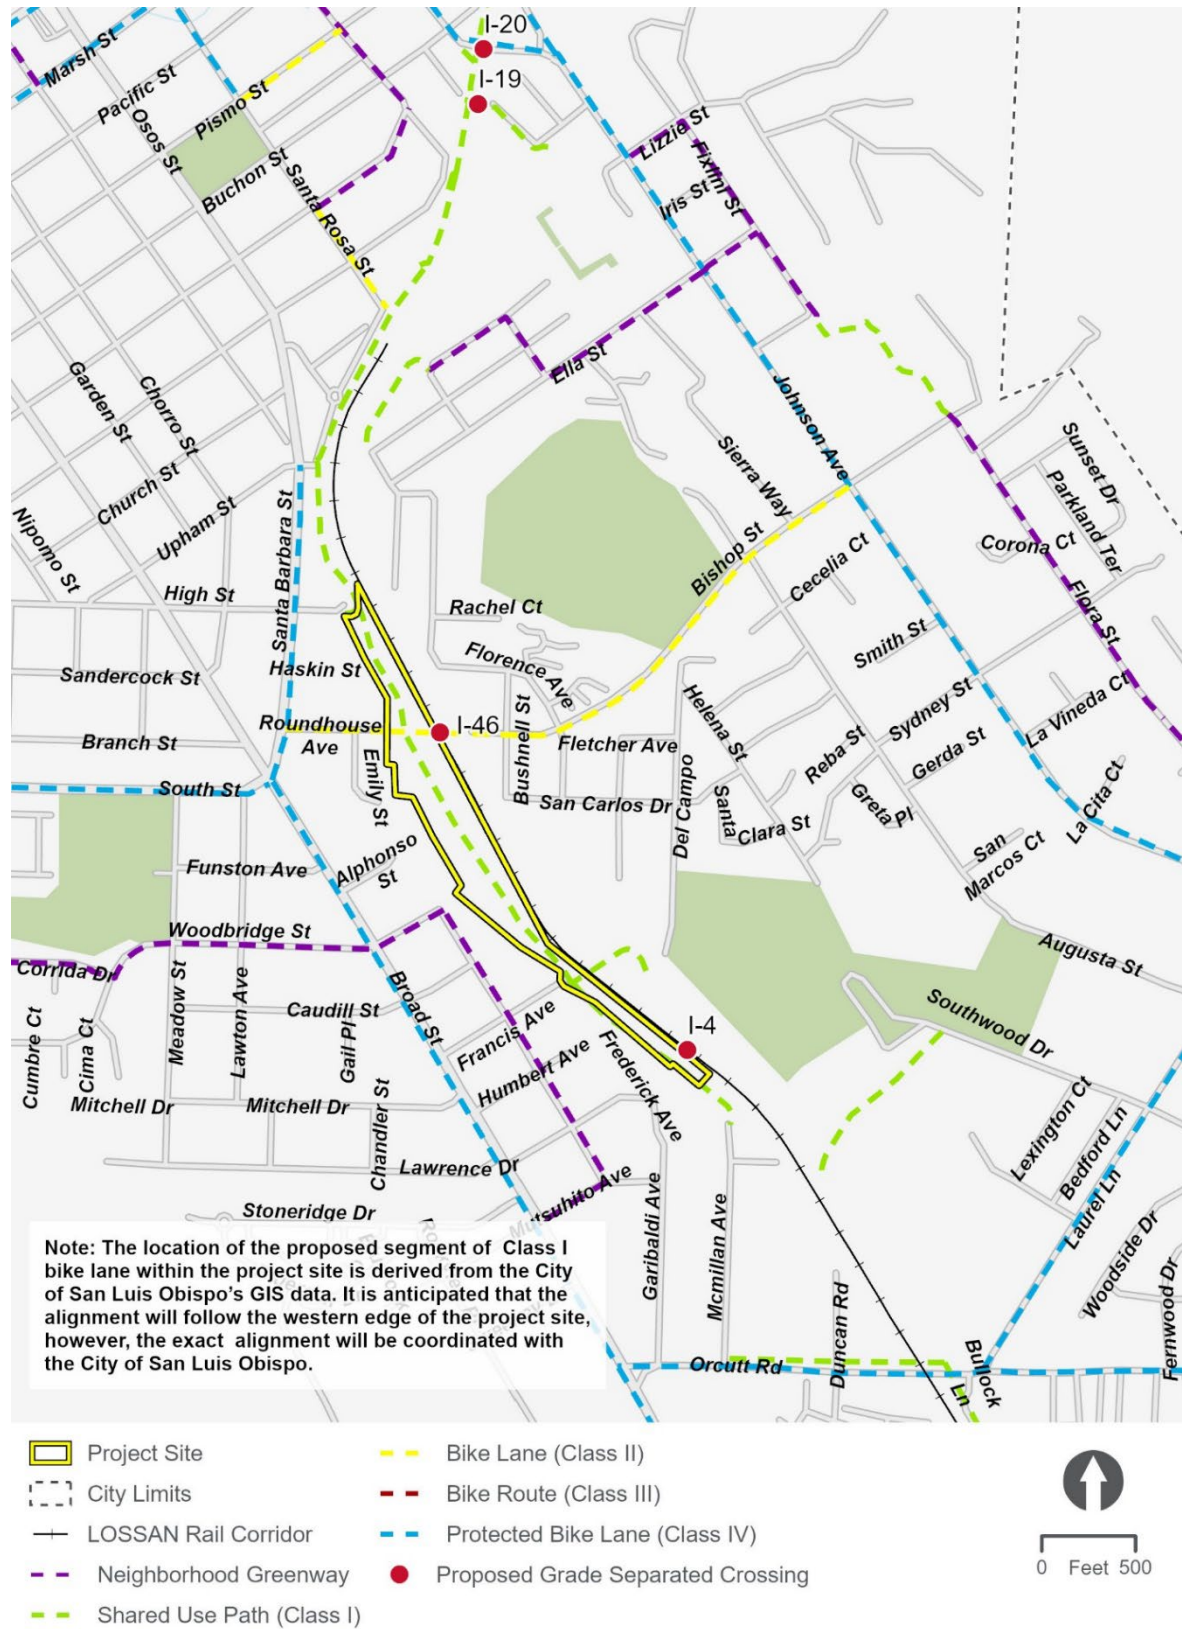 I-20
Marsh St
I-19
Pacific St
Pismo St
Osos St
Lizzie St
Fixlini St
Buchon St
Iris St
Santa Rosa St
Ella St
Johnson Ave
Garden St
Chorro St
Sierra Way
Sunset Dr
Church St
Parkland Ter
Nipomo St
Upham St
Santa Barbara St
Bishop St
Corona Ct
Cecelia Ct
High St
Rachel Ct
Flora St
Smith St
Sandercock St
Haskin St
Florence Ave
Helena St
Sydney St
La Vineda Ct
Roundhouse
Ave
I-46
Branch St
Bushnell St
Fletcher Ave
Reba St
Gerda St
Emily St
South St
San Carlos Dr
Del Campo
Santa
Clara St
Greta Pl
La Cita Ct
San
Marcos Ct
Funston Ave
Alphonso
St
Woodbridge St
Augusta St
Corrida Dr
Meadow St
Lawton Ave
Broad St
Caudill St
Southwood Dr
Cumbre Ct
Cima Ct
Gail Pl
Francis Ave
I-4
Humbert Ave
Frederick Ave
Mitchell Dr
Mitchell Dr
Chandler St
Lexington Ct
Bedford Ln
Lawrence Dr
Laurel Ln
Stoneridge Dr
Mutsuhito Ave
Garibaldi Ave
Mcmillan Ave
Woodside Dr
Fernwood Dr
Duncan Rd
Orcutt Rd
Bullock
Ln
Note: The location of the proposed segment of Class I
bike lane within the project site is derived from the City
of San Luis Obispo's GIS data. It is anticipated that the
alignment will follow the western edge of the project site,
however, the exact alignment will be coordinated with
the City of San Luis Obispo.
Project Site
City Limits
LOSSAN Rail Corridor
Neighborhood Greenway
Shared Use Path (Class I)
Bike Lane (Class II)
Bike Route (Class III)
Protected Bike Lane (Class IV)
Proposed Grade Separated Crossing
0 Feet 500